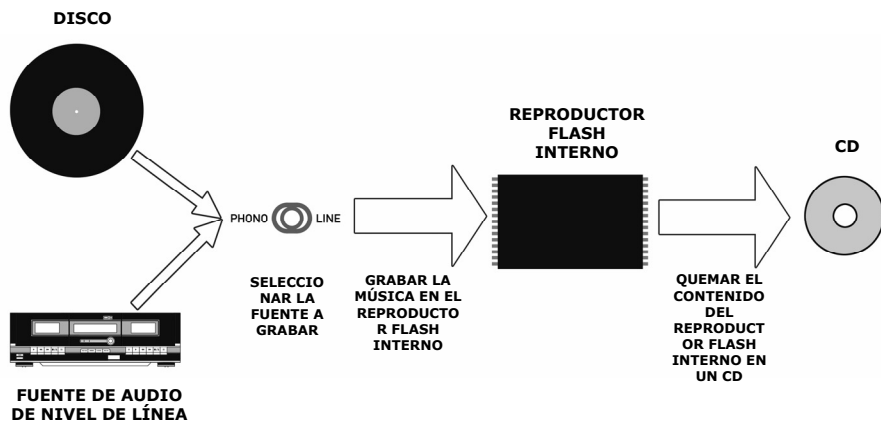 DISCO
REPRODUCTOR
FLASH
INTERNO
CD
PHONO
LINE
SELECCIO
NAR LA
FUENTE A
GRABAR
GRABAR LA
MÚSICA EN EL
REPRODUCTO
R FLASH
INTERNO
QUEMAR EL
CONTENIDO
DEL
REPRODUCT
OR FLASH
INTERNO EN
UN CD
FUENTE DE AUDIO
DE NIVEL DE LÍNEA